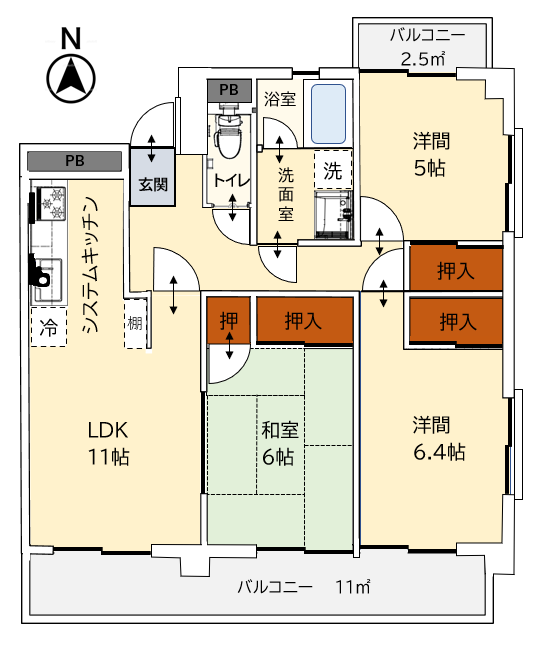 N
バルコニー
2.5㎡
PB
浴室
洋間
5帖
PB
玄関
トイレ
洗面室
洗
システムキッチン
押入
冷
棚
押
押入
押入
LDK
11帖
和室
6帖
洋間
6.4帖
バルコニー 11㎡